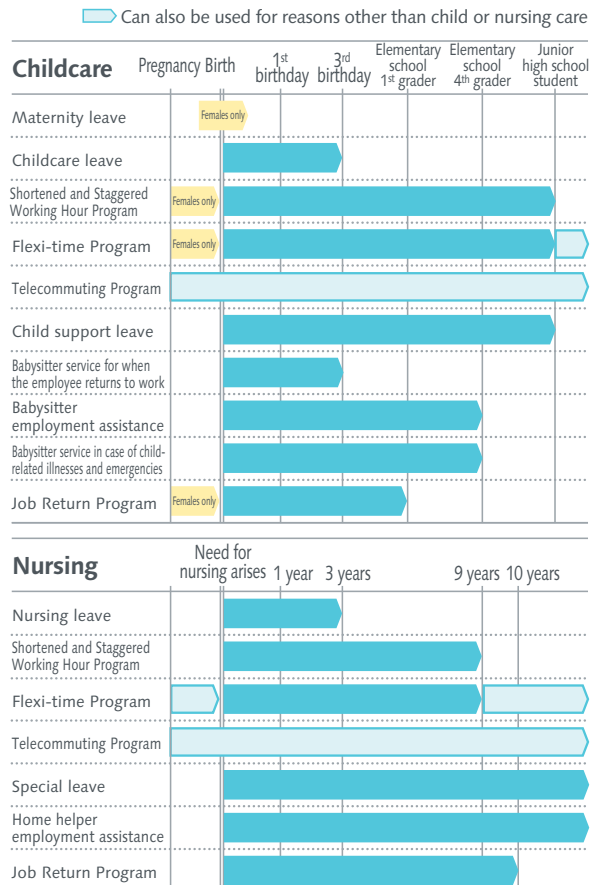 Can also be used for reasons other than child or nursing care
Childcare
Pregnancy Birth
1st
birthday
3rd
birthday
Elementary
school
1st grader
Elementary
school
4th grader
Junior
high school
student
Maternity leave
Females only
Childcare leave
Shortened and Staggered
Working Hour Program
Females only
Flexi-time Program
Females only
Telecommuting Program
Child support leave
Babysitter service for when
the employee returns to work
Babysitter
employment assistance
Babysitter service in case of child-
related illnesses and emergencies
Job Return Program
Females only
Nursing
Need for
nursing arises
1 year
3 years
9 years
10 years
Nursing leave
Shortened and Staggered
Working Hour Program
Flexi-time Program
Telecommuting Program
Special leave
Home helper
employment assistance
Job Return Program